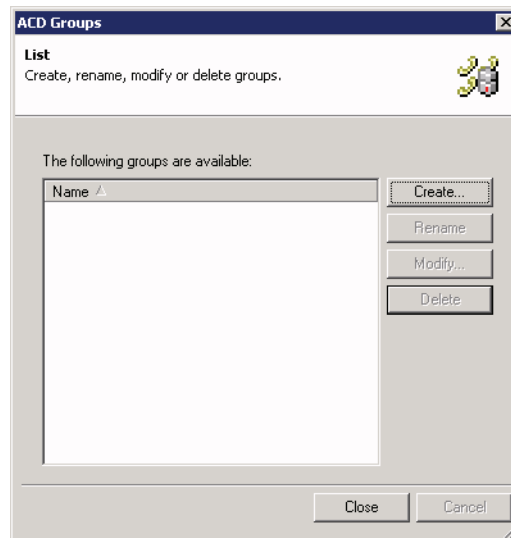 ACD Groups
List
Create, rename, modify or delete groups.
The following groups are available:
Name
Create...
Rename
Modify...
Delete
Close
Cancel